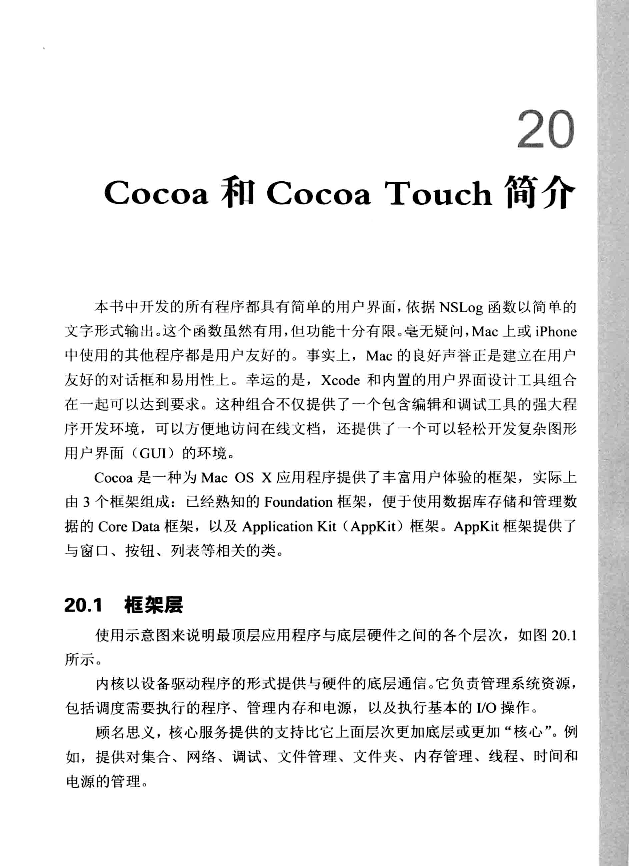 20
Cocoa 和 Cocoa Touch 简介
本书中开发的所有程序都具有简单的用户界面，依据 NSLog 函数以简单的
文字形式输出。这个函数虽然有用，但功能十分有限。毫无疑问，Mac 上或 iPhone
中使用的其他程序都是用户友好的。事实上，Mac 的良好声誉正是建立在用户
友好的对话框和易用性上。幸运的是，Xcode 和内置的用户界面设计工具组合
在一起可以达到要求。这种组合不仅提供了一个包含编辑和调试工具的强大程
序开发环境，可以方便地访问在线文档，还提供了一个可以轻松开发复杂图形
用户界面（GUI）的环境。
Cocoa 是一种为 Mac OS X 应用程序提供了丰富用户体验的框架，实际上
由 3 个框架组成：已经熟知的 Foundation 框架，便于使用数据库存储和管理数
据的 Core Data 框架，以及 Application Kit（AppKit）框架。AppKit 框架提供了
与窗口、按钮、列表等相关的类。
20.1 框架层
使用示意图来说明最顶层应用程序与底层硬件之间的各个层次，如图 20.1
所示。
内核以设备驱动程序的形式提供与硬件的底层通信。它负责管理系统资源，
包括调度需要执行的程序、管理内存和电源，以及执行基本的 I/O 操作。
顾名思义，核心服务提供的支持比它上面层次更加底层或更加“核心”。例
如，提供对集合、网络、调试、文件管理、文件夹、内存管理、线程、时间和
电源的管理。